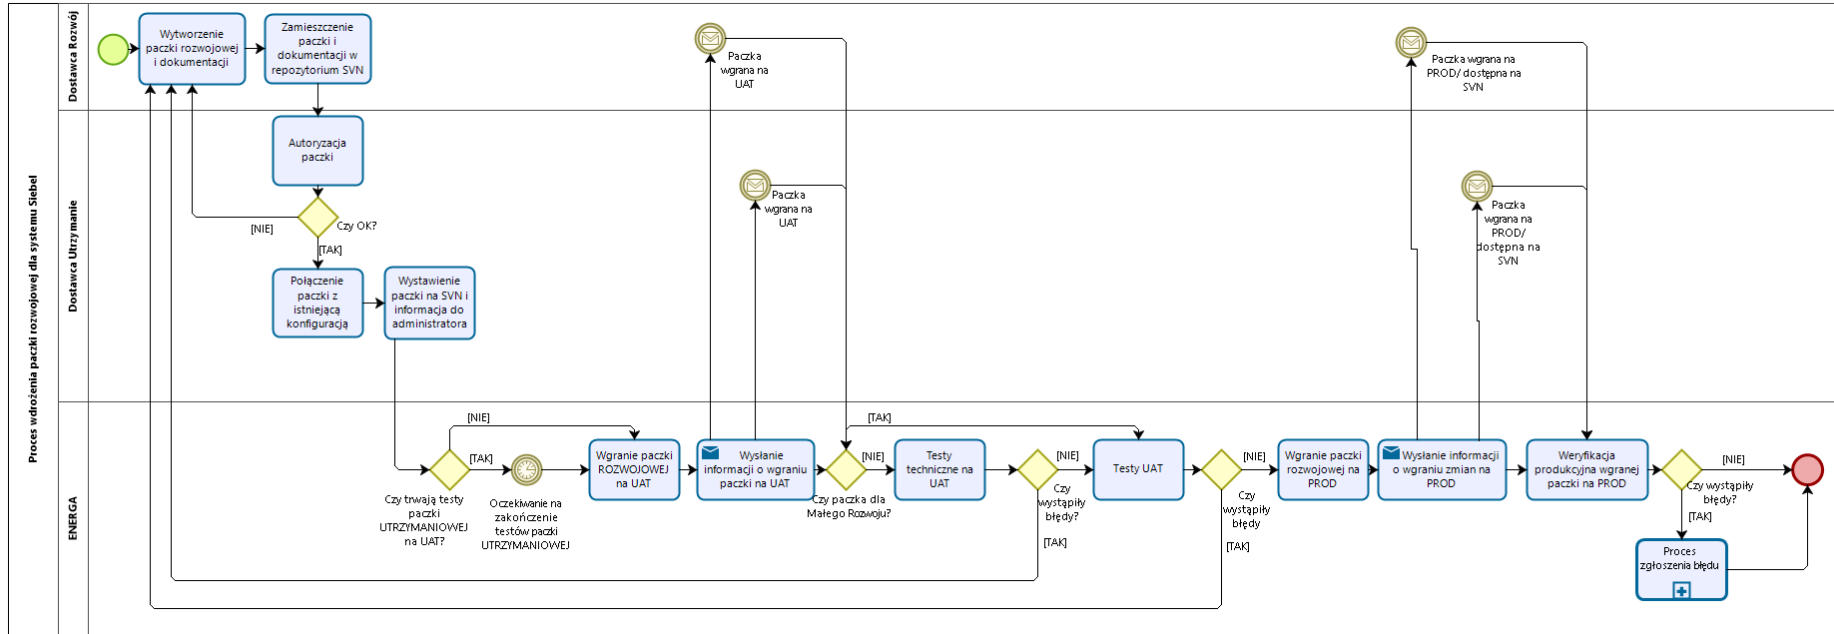 Proces wdrożenia paczki rozwojowej dla systemu Siebel
Dostawca Rozwój
Wytworzenie
paczki rozwojowej
i dokumentacji
Zamieszczenie
paczki i
dokumentacji w
repozytorium SVN
Paczka
wgrana na
UAT
Paczka wgrana na
PROD/ dostępna na
SVN
Dostawca Utrzymanie
Autoryzacja
paczki
Czy OK?
[NIE]
[TAK]
Połączenie
paczki z
istniejącą
konfiguracją
Wystawienie
paczki na SVN i
informacja do
administratora
Paczka
wgrana na
UAT
Paczka
wgrana na
PROD/
dostępna na
SVN
ENERGA
[NIE]
[TAK]
Czy trwają testy
paczki
UTRZYMANIOWEJ
na UAT?
Oczekiwanie na
zakończenie
testów paczki
UTRZYMANIOWEJ
Wgranie paczki
ROZWOJOWEJ
na UAT
Wysłanie
informacji o wgraniu
paczki na UAT
[TAK]
[NIE]
Czy paczka dla
Małego Rozwoju?
Testy
techniczne na
UAT
[NIE]
Czy
wystąpiły
błędy?
[TAK]
Testy UAT
[NIE]
Czy
wystąpiły
błędy
[TAK]
Wgranie paczki
rozwojowej na
PROD
Wysłanie informacji
o wgraniu zmian na
PROD
Weryfikacja
produkcyjna wgranej
paczki na PROD
[NIE]
Czy wystąpiły
błędy?
[TAK]
Proces
zgłoszenia błędu